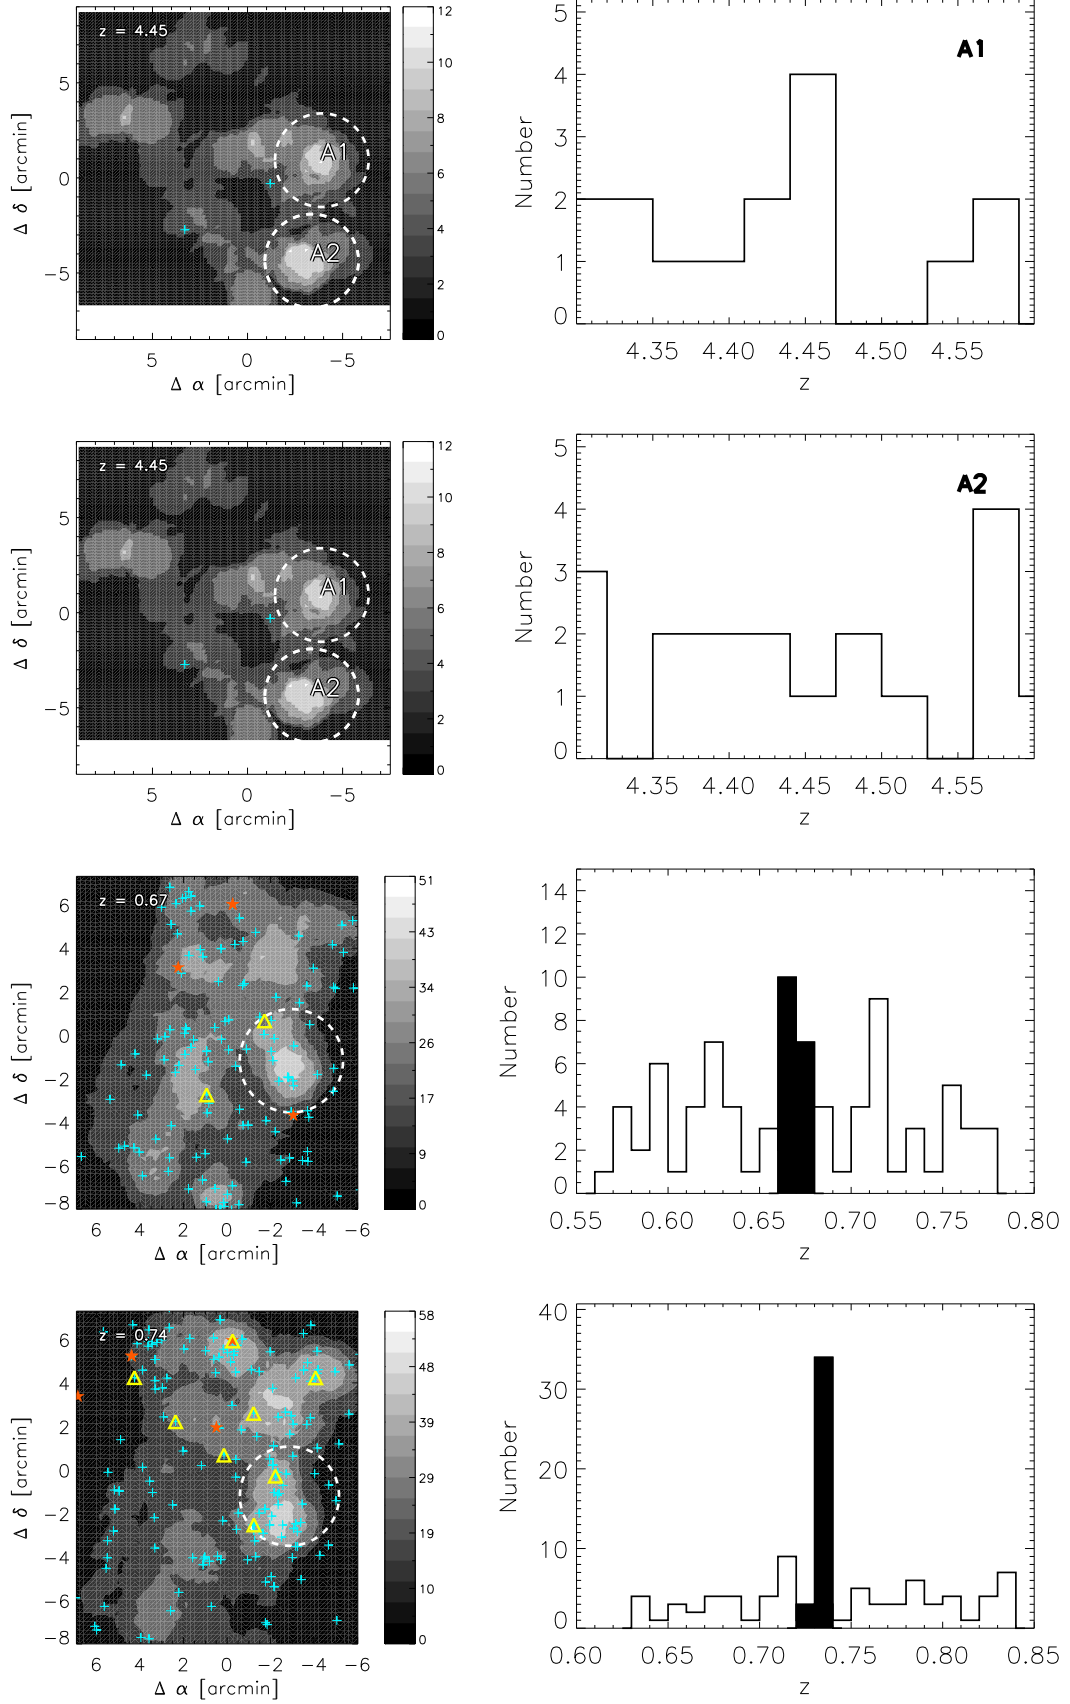 z = 4.45
A1
A2
5
0
−5
Δ δ [arcmin]
5 0 −5
Δ α [arcmin]
12
10
8
6
4
2
0
A1
5
4
3
2
1
0
Number
4.35 4.40 4.45 4.50 4.55
z
z = 4.45
A1
A2
5
0
−5
Δ δ [arcmin]
5 0 −5
Δ α [arcmin]
12
10
8
6
4
2
0
A2
5
4
3
2
1
0
Number
4.35 4.40 4.45 4.50 4.55
z
z = 0.67
6
4
2
0
−2
−4
−6
−8
Δ δ [arcmin]
6 4 2 0 −2 −4 −6
Δ α [arcmin]
51
43
34
26
17
9
0
14
12
10
8
6
4
2
0
Number
0.55 0.60 0.65 0.70 0.75 0.80
z
z = 0.74
6
4
2
0
−2
−4
−6
−8
Δ δ [arcmin]
6 4 2 0 −2 −4 −6
Δ α [arcmin]
58
48
39
29
19
10
0
40
30
20
10
0
Number
0.60 0.65 0.70 0.75 0.80 0.85
z